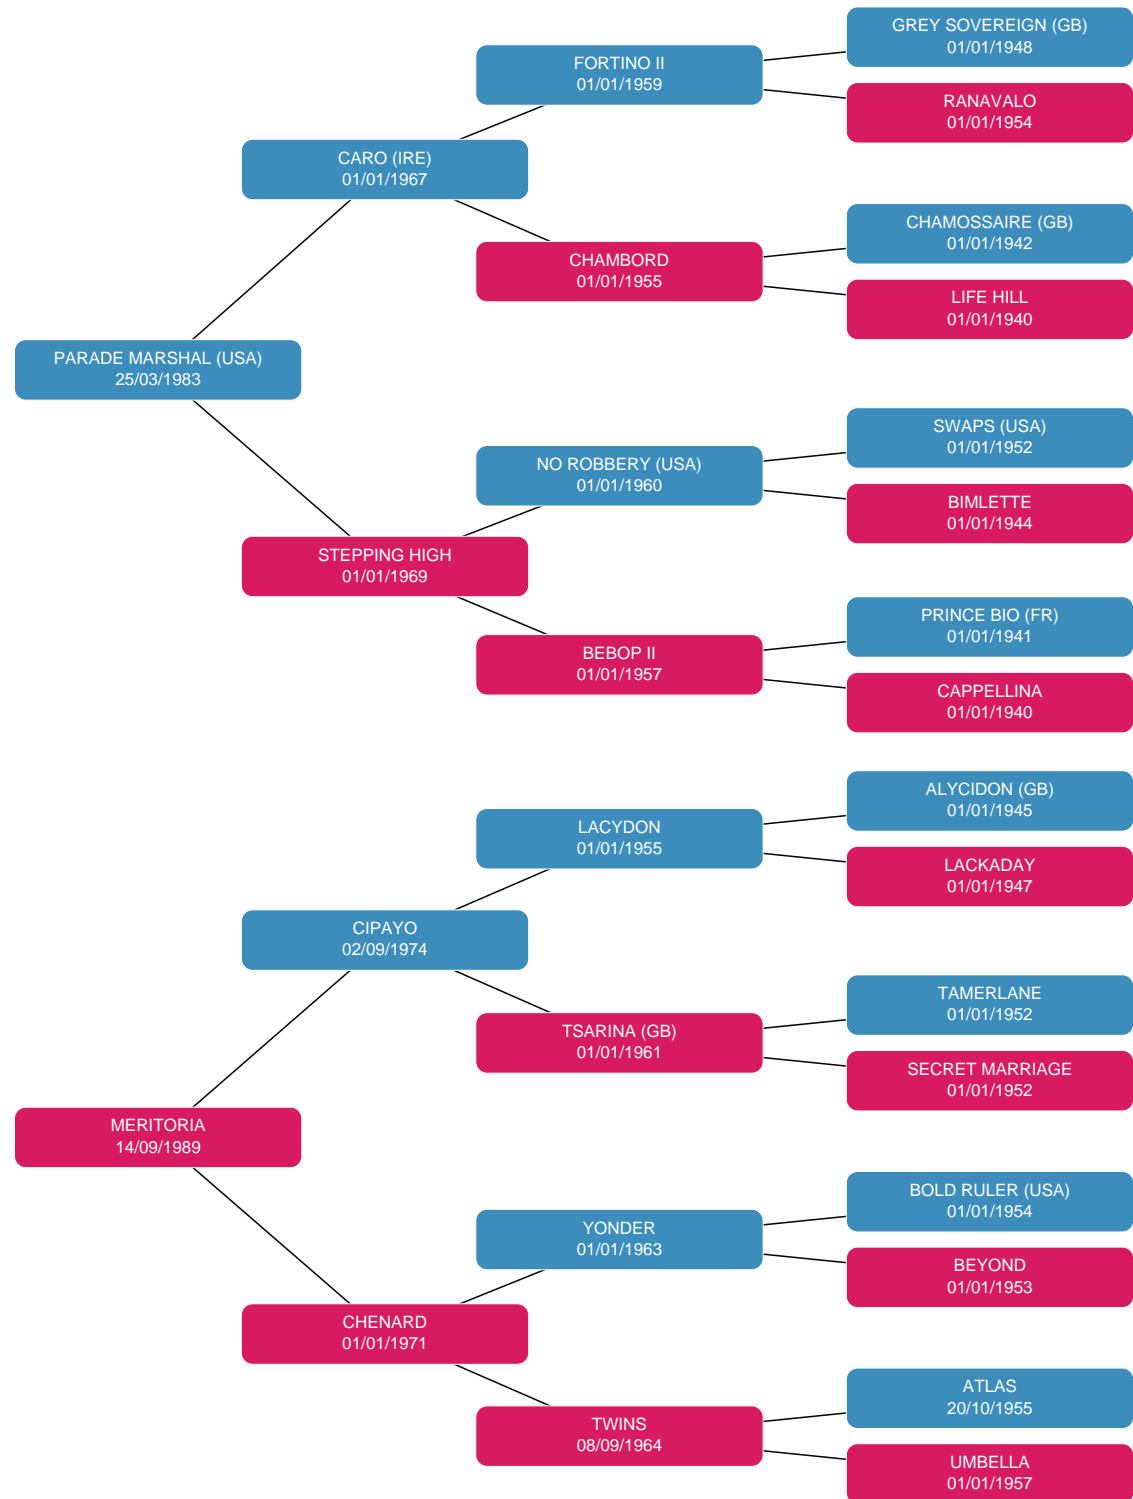 GREY SOVEREIGN (GB)
01/01/1948
FORTINO II
01/01/1959
RANAVALO
01/01/1954
CARO (IRE)
01/01/1967
CHAMOSSAIRE (GB)
01/01/1942
CHAMBORD
01/01/1955
LIFE HILL
01/01/1940
PARADE MARSHAL (USA)
25/03/1983
SWAPS (USA)
01/01/1952
NO ROBBERY (USA)
01/01/1960
BIMLETTE
01/01/1944
STEPPING HIGH
01/01/1969
PRINCE BIO (FR)
01/01/1941
BEBOP II
01/01/1957
CAPPELLINA
01/01/1940
ALYCIDON (GB)
01/01/1945
LACYDON
01/01/1955
LACKADAY
01/01/1947
CIPAYO
02/09/1974
TAMERLANE
01/01/1952
TSARINA (GB)
01/01/1961
SECRET MARRIAGE
01/01/1952
MERITORIA
14/09/1989
BOLD RULER (USA)
01/01/1954
YONDER
01/01/1963
BEYOND
01/01/1953
CHENARD
01/01/1971
ATLAS
20/10/1955
TWINS
08/09/1964
UMBELLA
01/01/1957